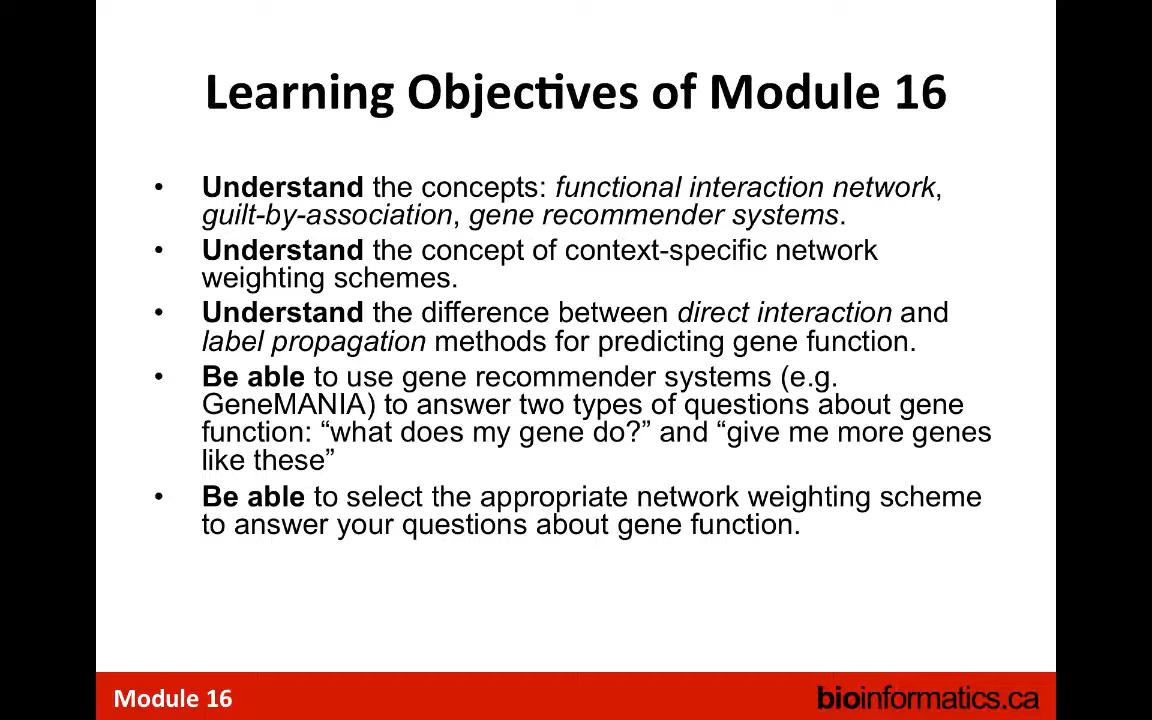 Learning Objectives of Module 16
• Understand the concepts: functional interaction network,
guilt-by-association, gene recommender systems.
• Understand the concept of context-specific network
weighting schemes.
• Understand the difference between direct interaction and
label propagation methods for predicting gene function.
• Be able to use gene recommender systems (e.g.
GeneMANIA) to answer two types of questions about gene
function: “what does my gene do?” and “give me more genes
like these”
• Be able to select the appropriate network weighting scheme
to answer your questions about gene function.
Module 16
bioinformatics.ca